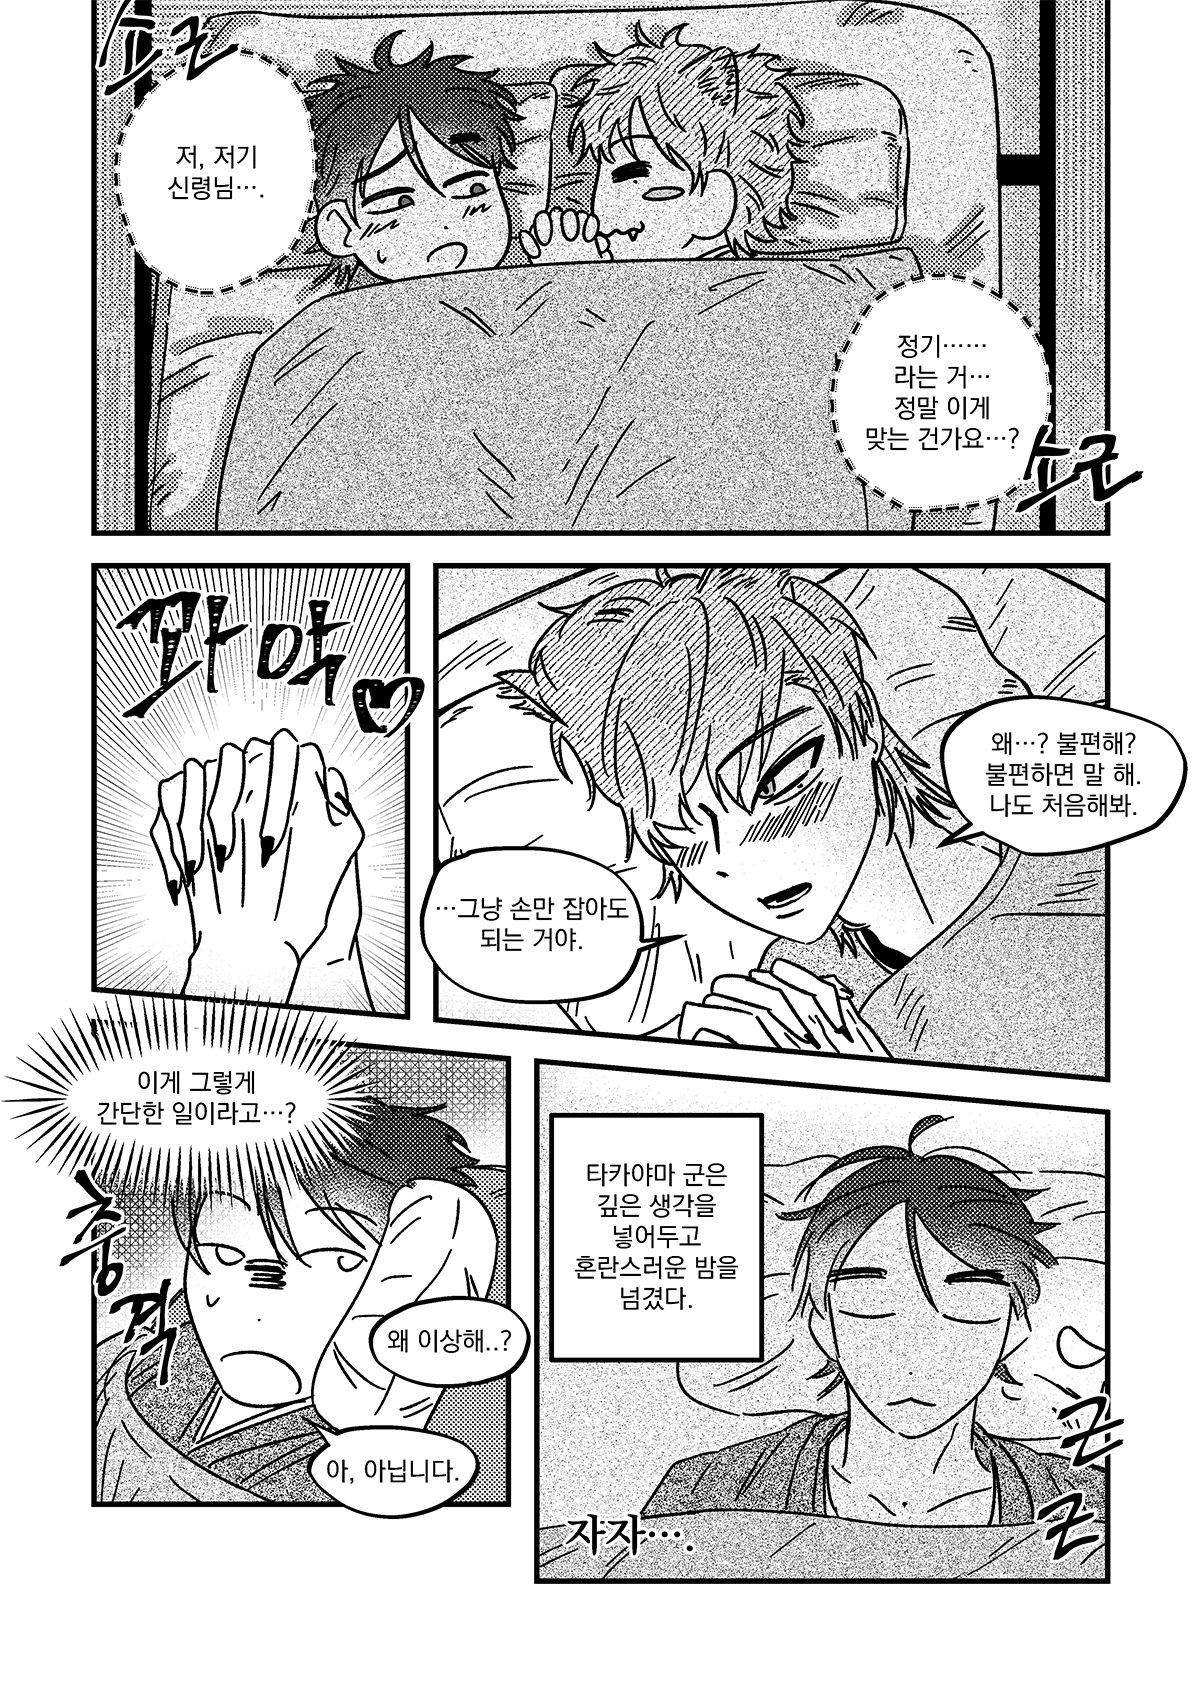 소근
저, 저기
신령님….
정기……
라는 거…
정말 이게
맞는 건가요…?
소근
꽈악♡
왜…? 불편해?
불편하면 말 해.
나도 처음해봐.
…그냥 손만 잡아도
되는 거야.
이게 그렇게
간단한 일이라고…?
충격
왜 이상해..?
아, 아닙니다.
타카야마 군은
깊은 생각을
넣어두고
혼란스러운 밤을
넘겼다.
근
근
자자….